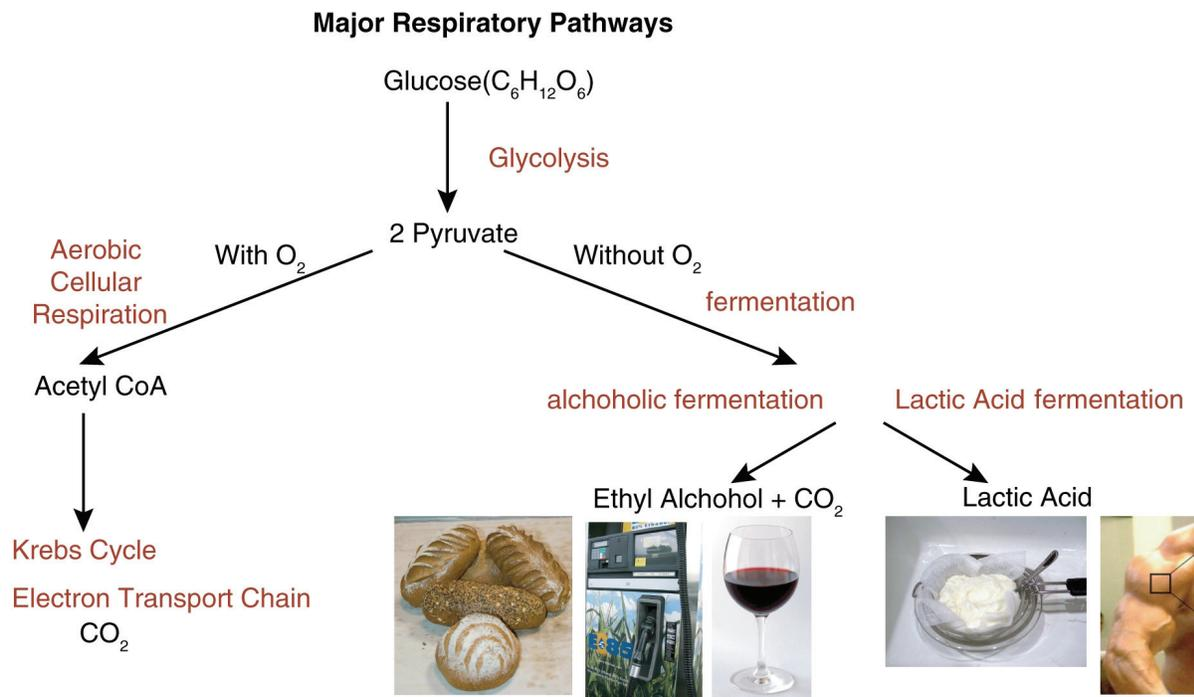 Major Respiratory Pathways
Glucose(C₆H₁₂O₆)
Glycolysis
2 Pyruvate
With O₂
Without O₂
Aerobic
Cellular
Respiration
fermentation
Acetyl CoA
alchoholic fermentation
Lactic Acid fermentation
Ethyl Alchohol + CO₂
Lactic Acid
Krebs Cycle
Electron Transport Chain
CO₂
E85